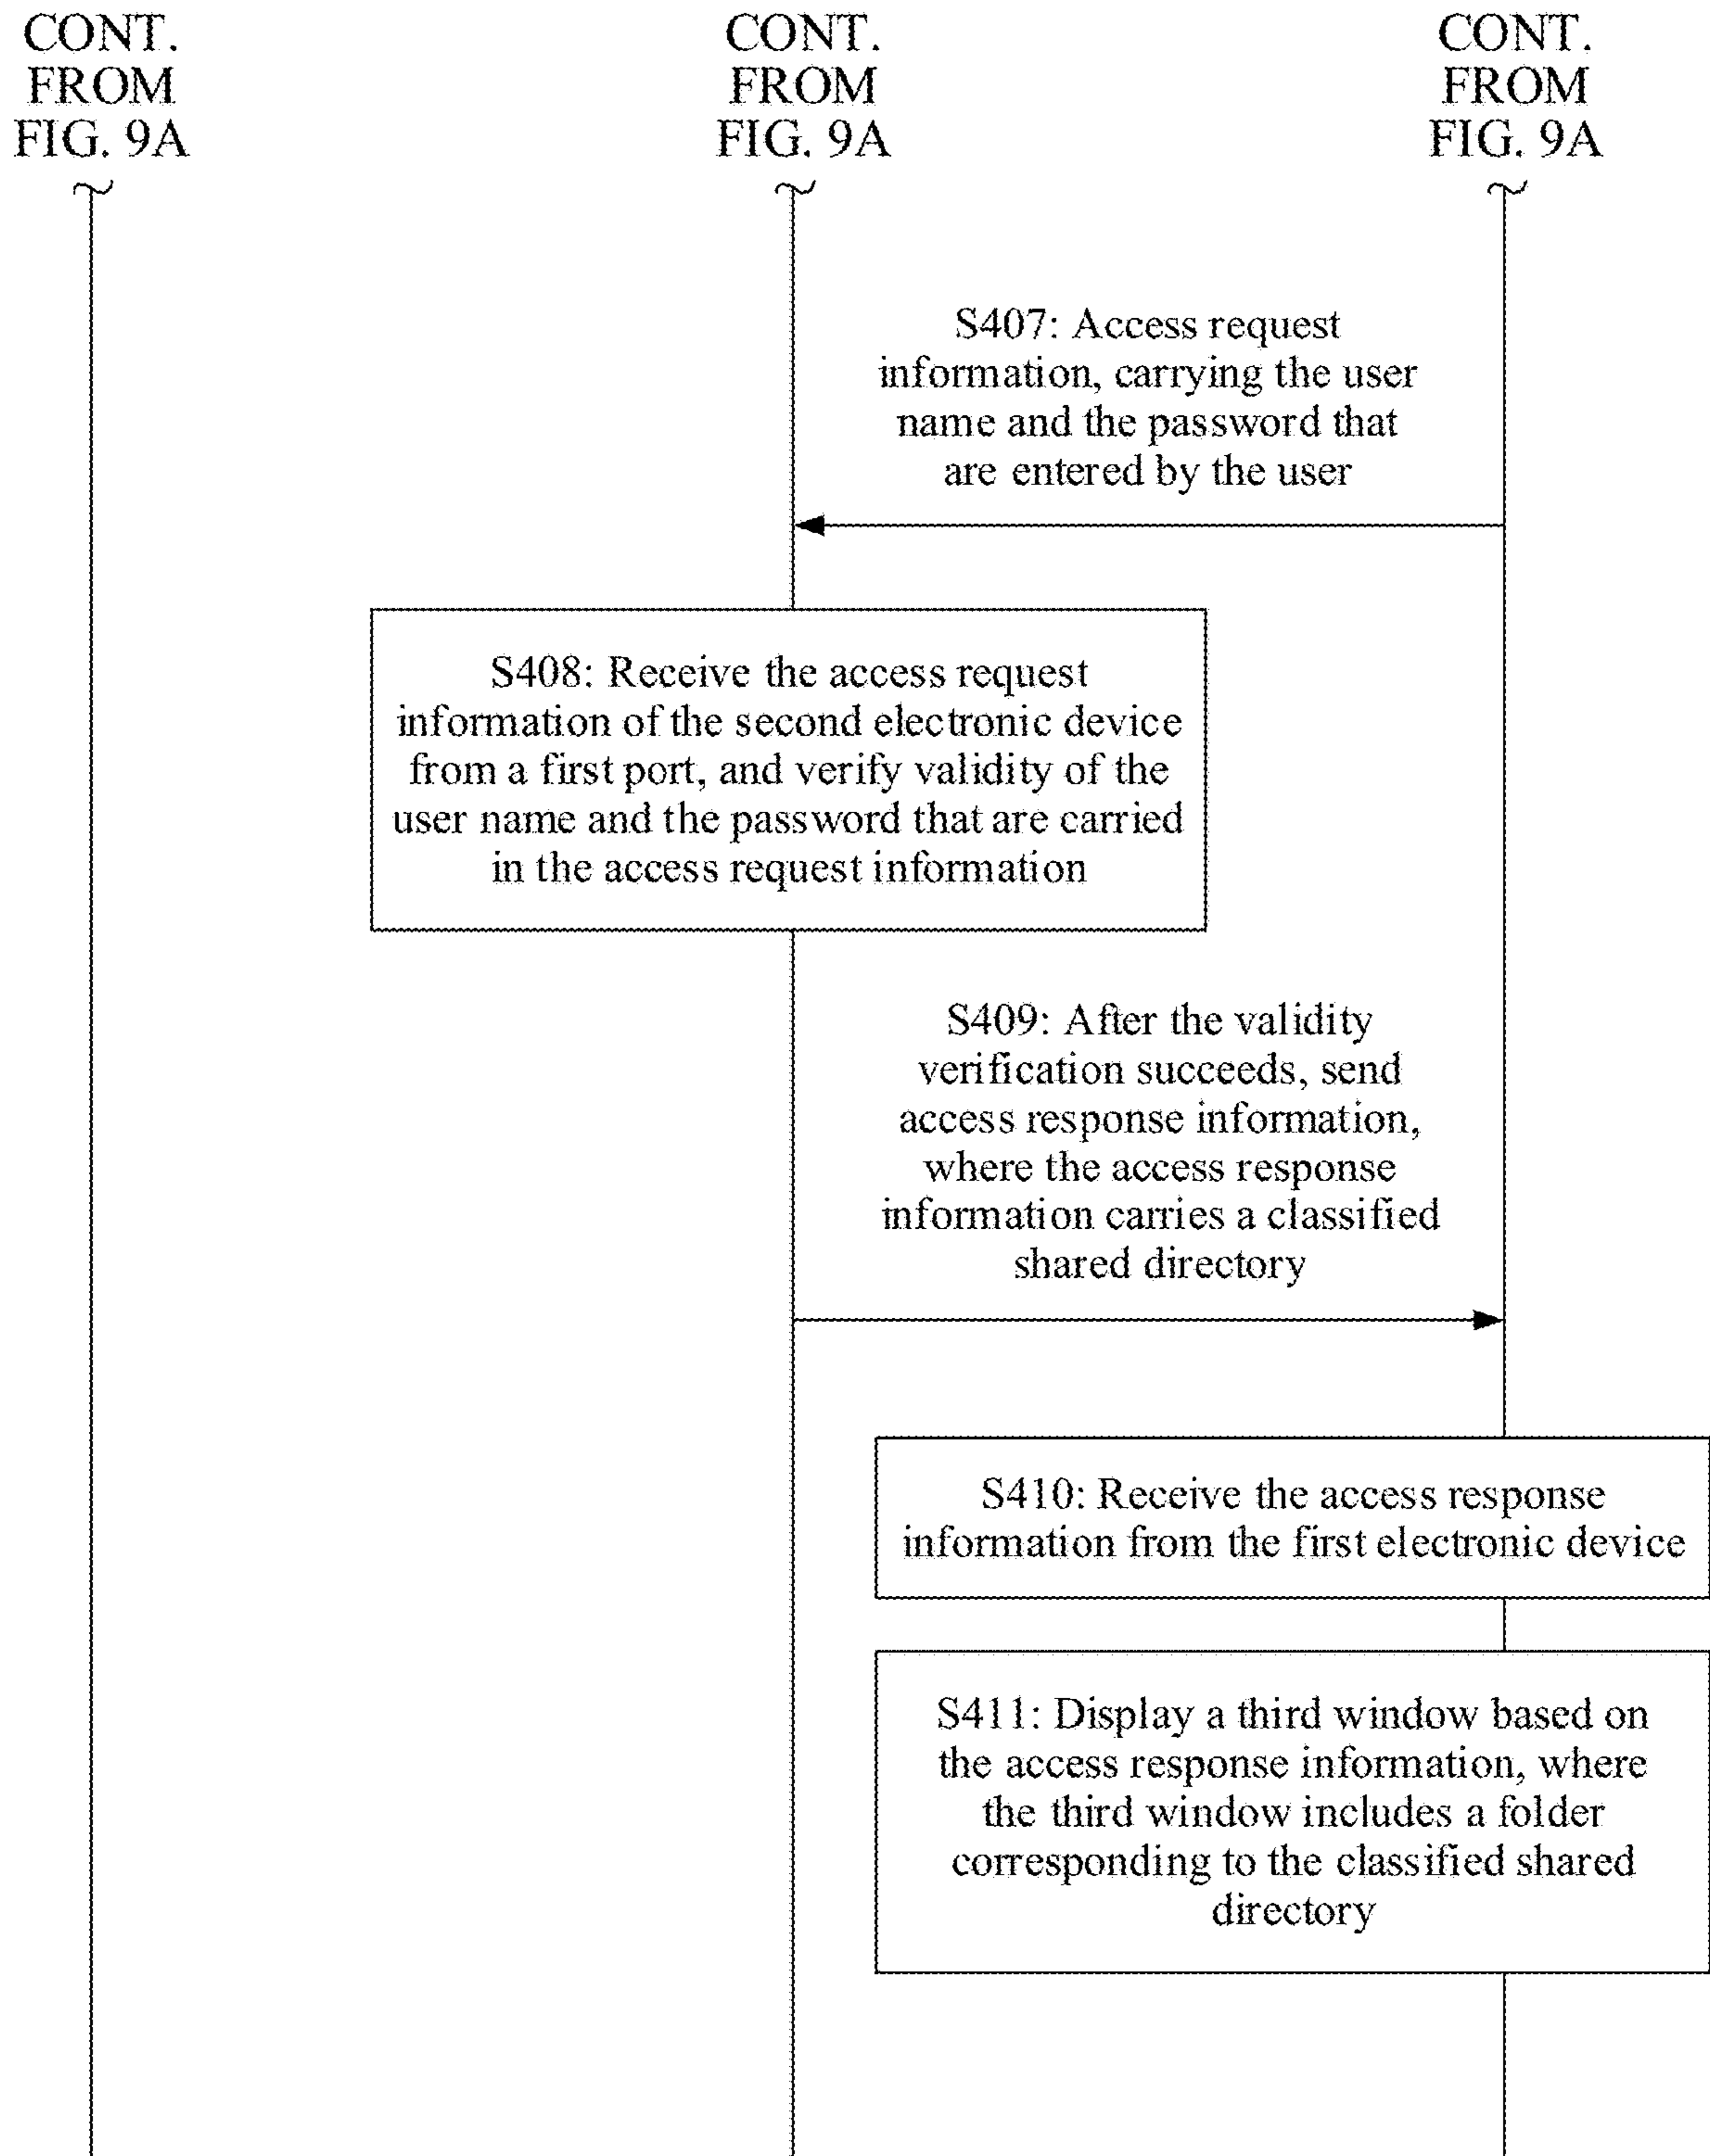 CONT.
FROM
FIG. 9A
CONT.
FROM
FIG. 9A
CONT.
FROM
FIG. 9A
S407: Access request
information, carrying the user
name and the password that
are entered by the user
S408: Receive the access request
information of the second electronic device
from a first port, and verify validity of the
user name and the password that are carried
in the access request information
S409: After the validity
verification succeeds, send
access response information,
where the access response
information carries a classified
shared directory
S410: Receive the access response
information from the first electronic device
S411: Display a third window based on
the access response information, where
the third window includes a folder
corresponding to the classified shared
directory